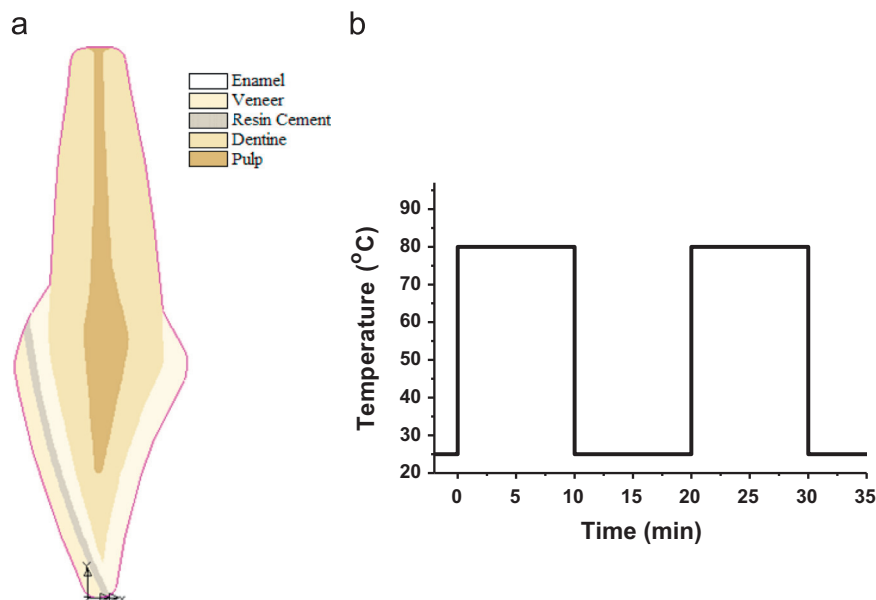 a
b
Enamel
Veneer
Resin Cement
Dentine
Pulp
90
80
70
60
50
40
30
20
Temperature (°C)
0 5 10 15 20 25 30 35
Time (min)
Y
X